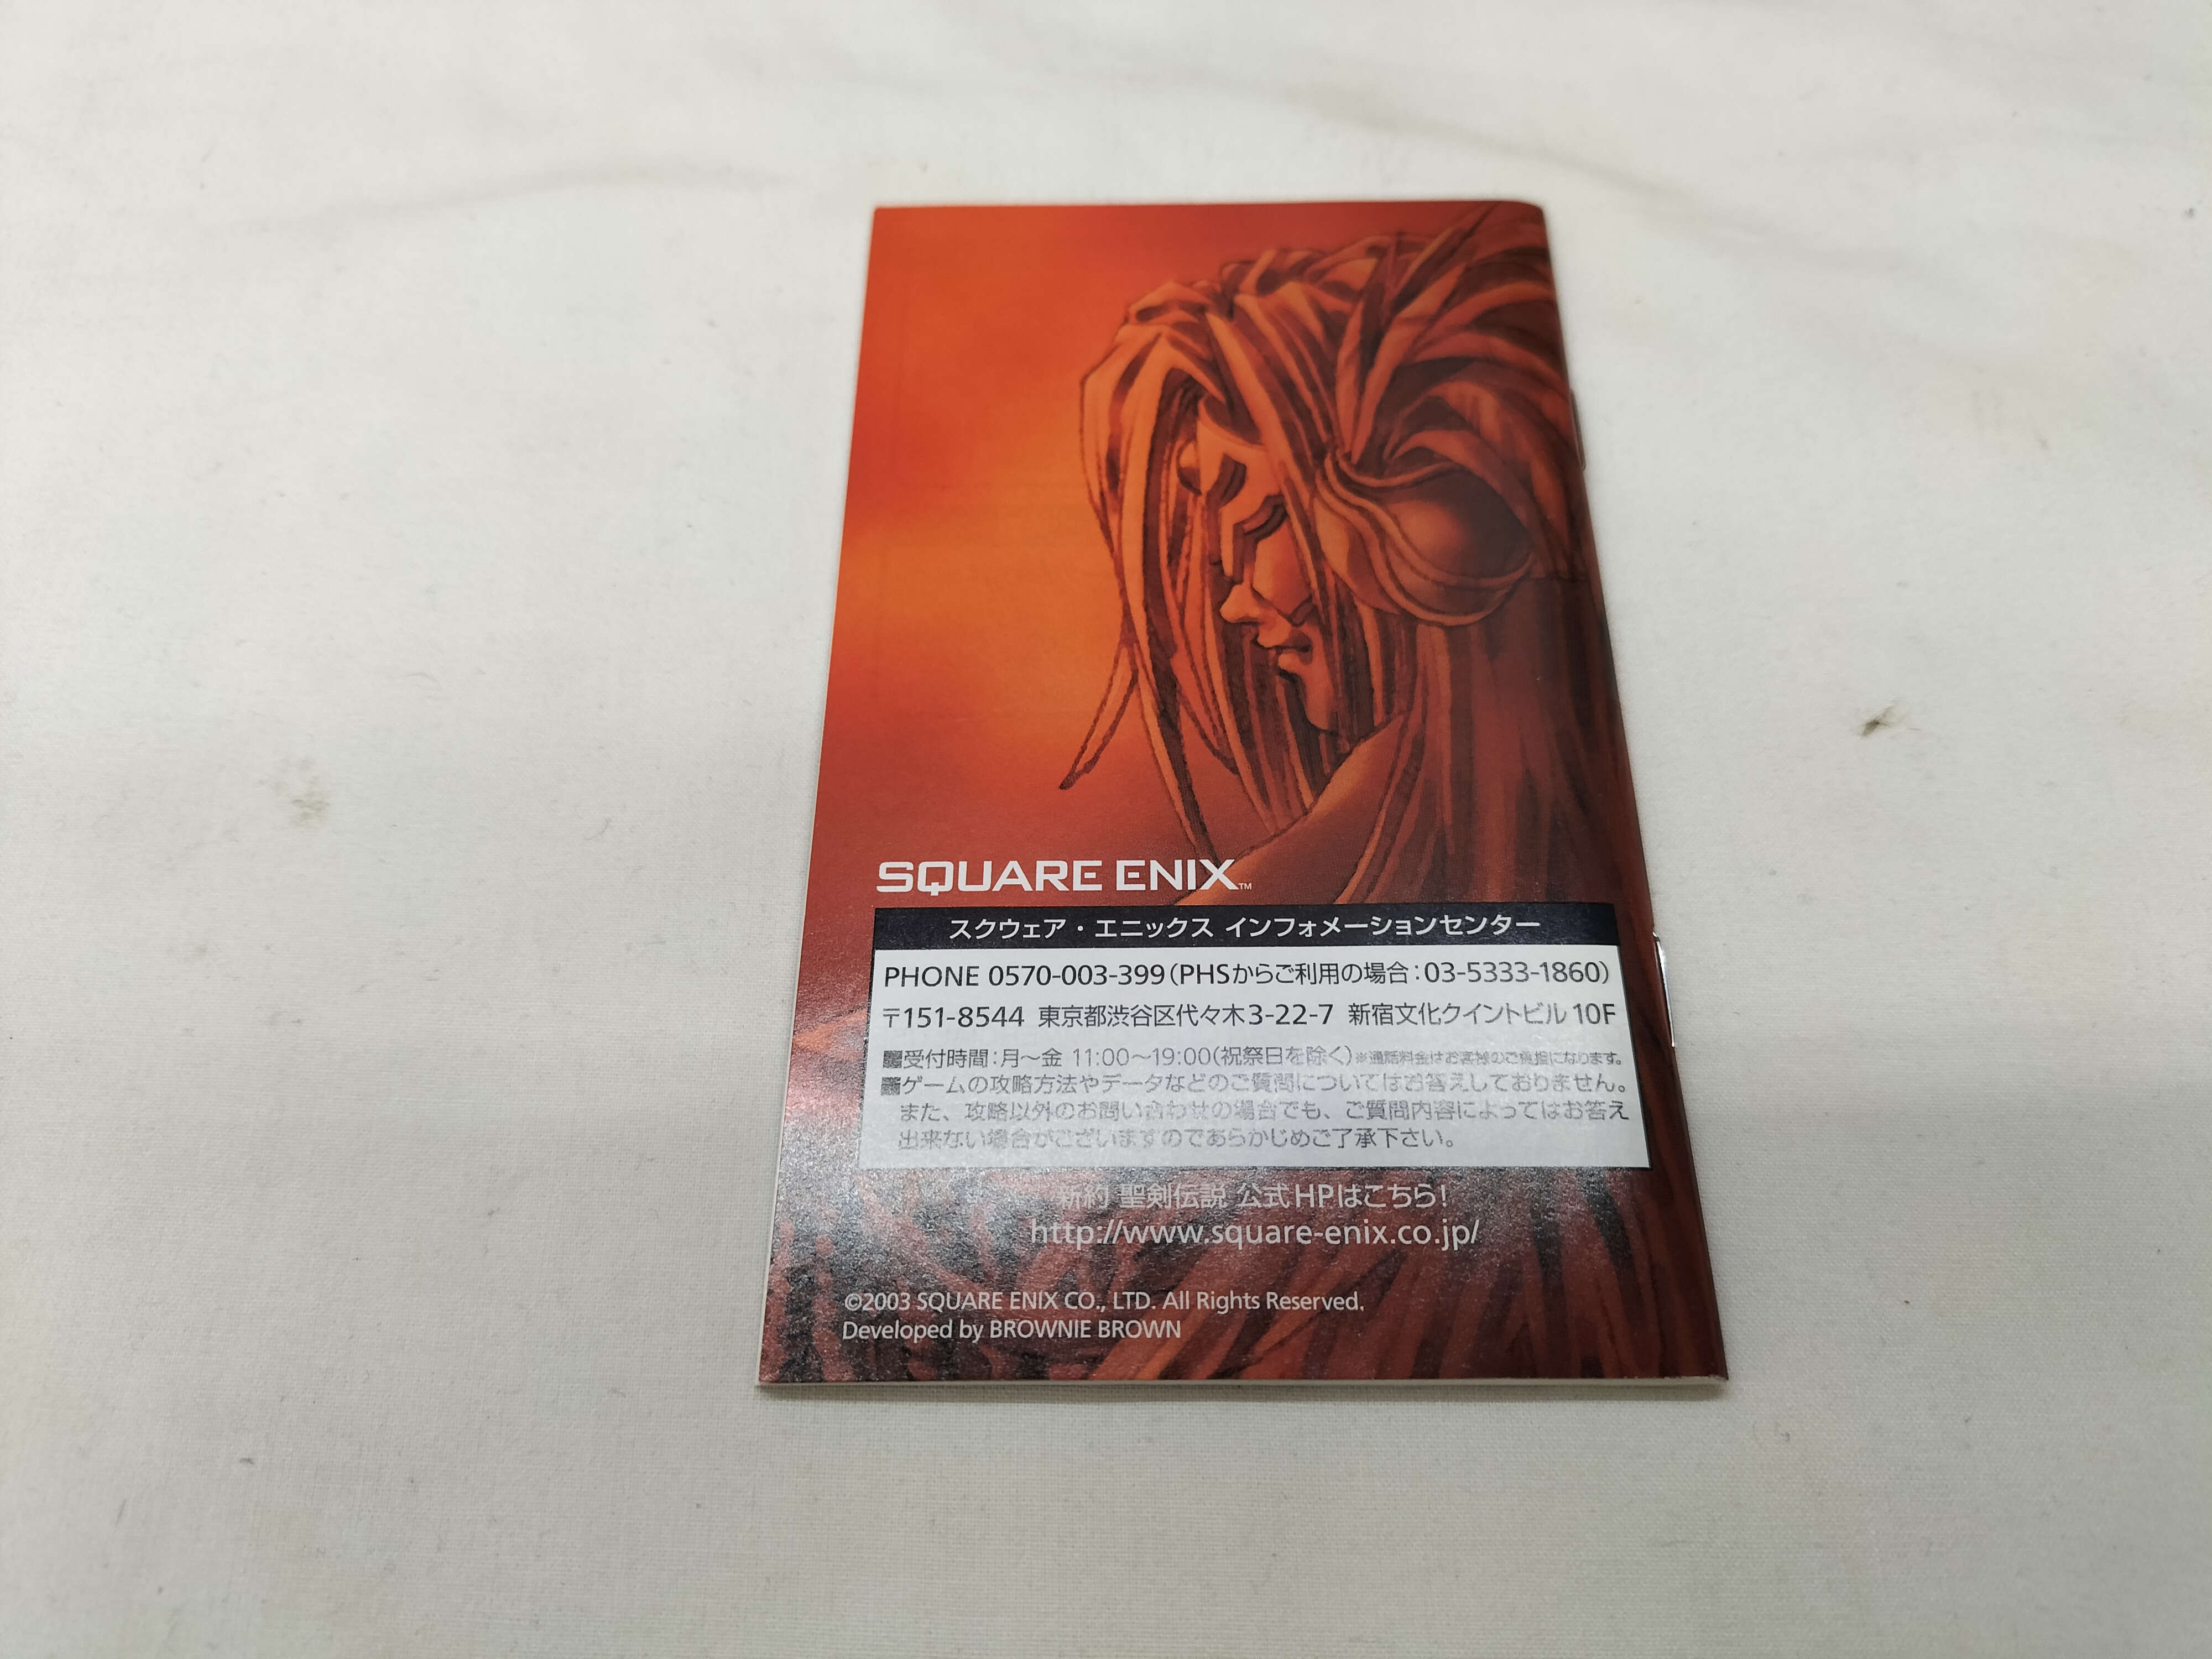 SQUARE ENIX™
スクウェア・エニックス インフォメーションセンター
PHONE 0570-003-399(PHSからご利用の場合:03-5333-1860)
〒151-8544 東京都渋谷区代々木3-22-7 新宿文化クイントビル10F
■受付時間:月〜金 11:00〜19:00(祝祭日を除く)※通話料金はお客様のご負担になります。
■ゲームの攻略方法やデータなどのご質問についてはお答えしておりません。
また、攻略以外のお問い合わせの場合でも、ご質問内容によってはお答え
出来ない場合がございますのであらかじめご了承下さい。
新約 聖剣伝説 公式HPはこちら!
http://www.square-enix.co.jp/
©2003 SQUARE ENIX CO., LTD. All Rights Reserved.
Developed by BROWNIE BROWN